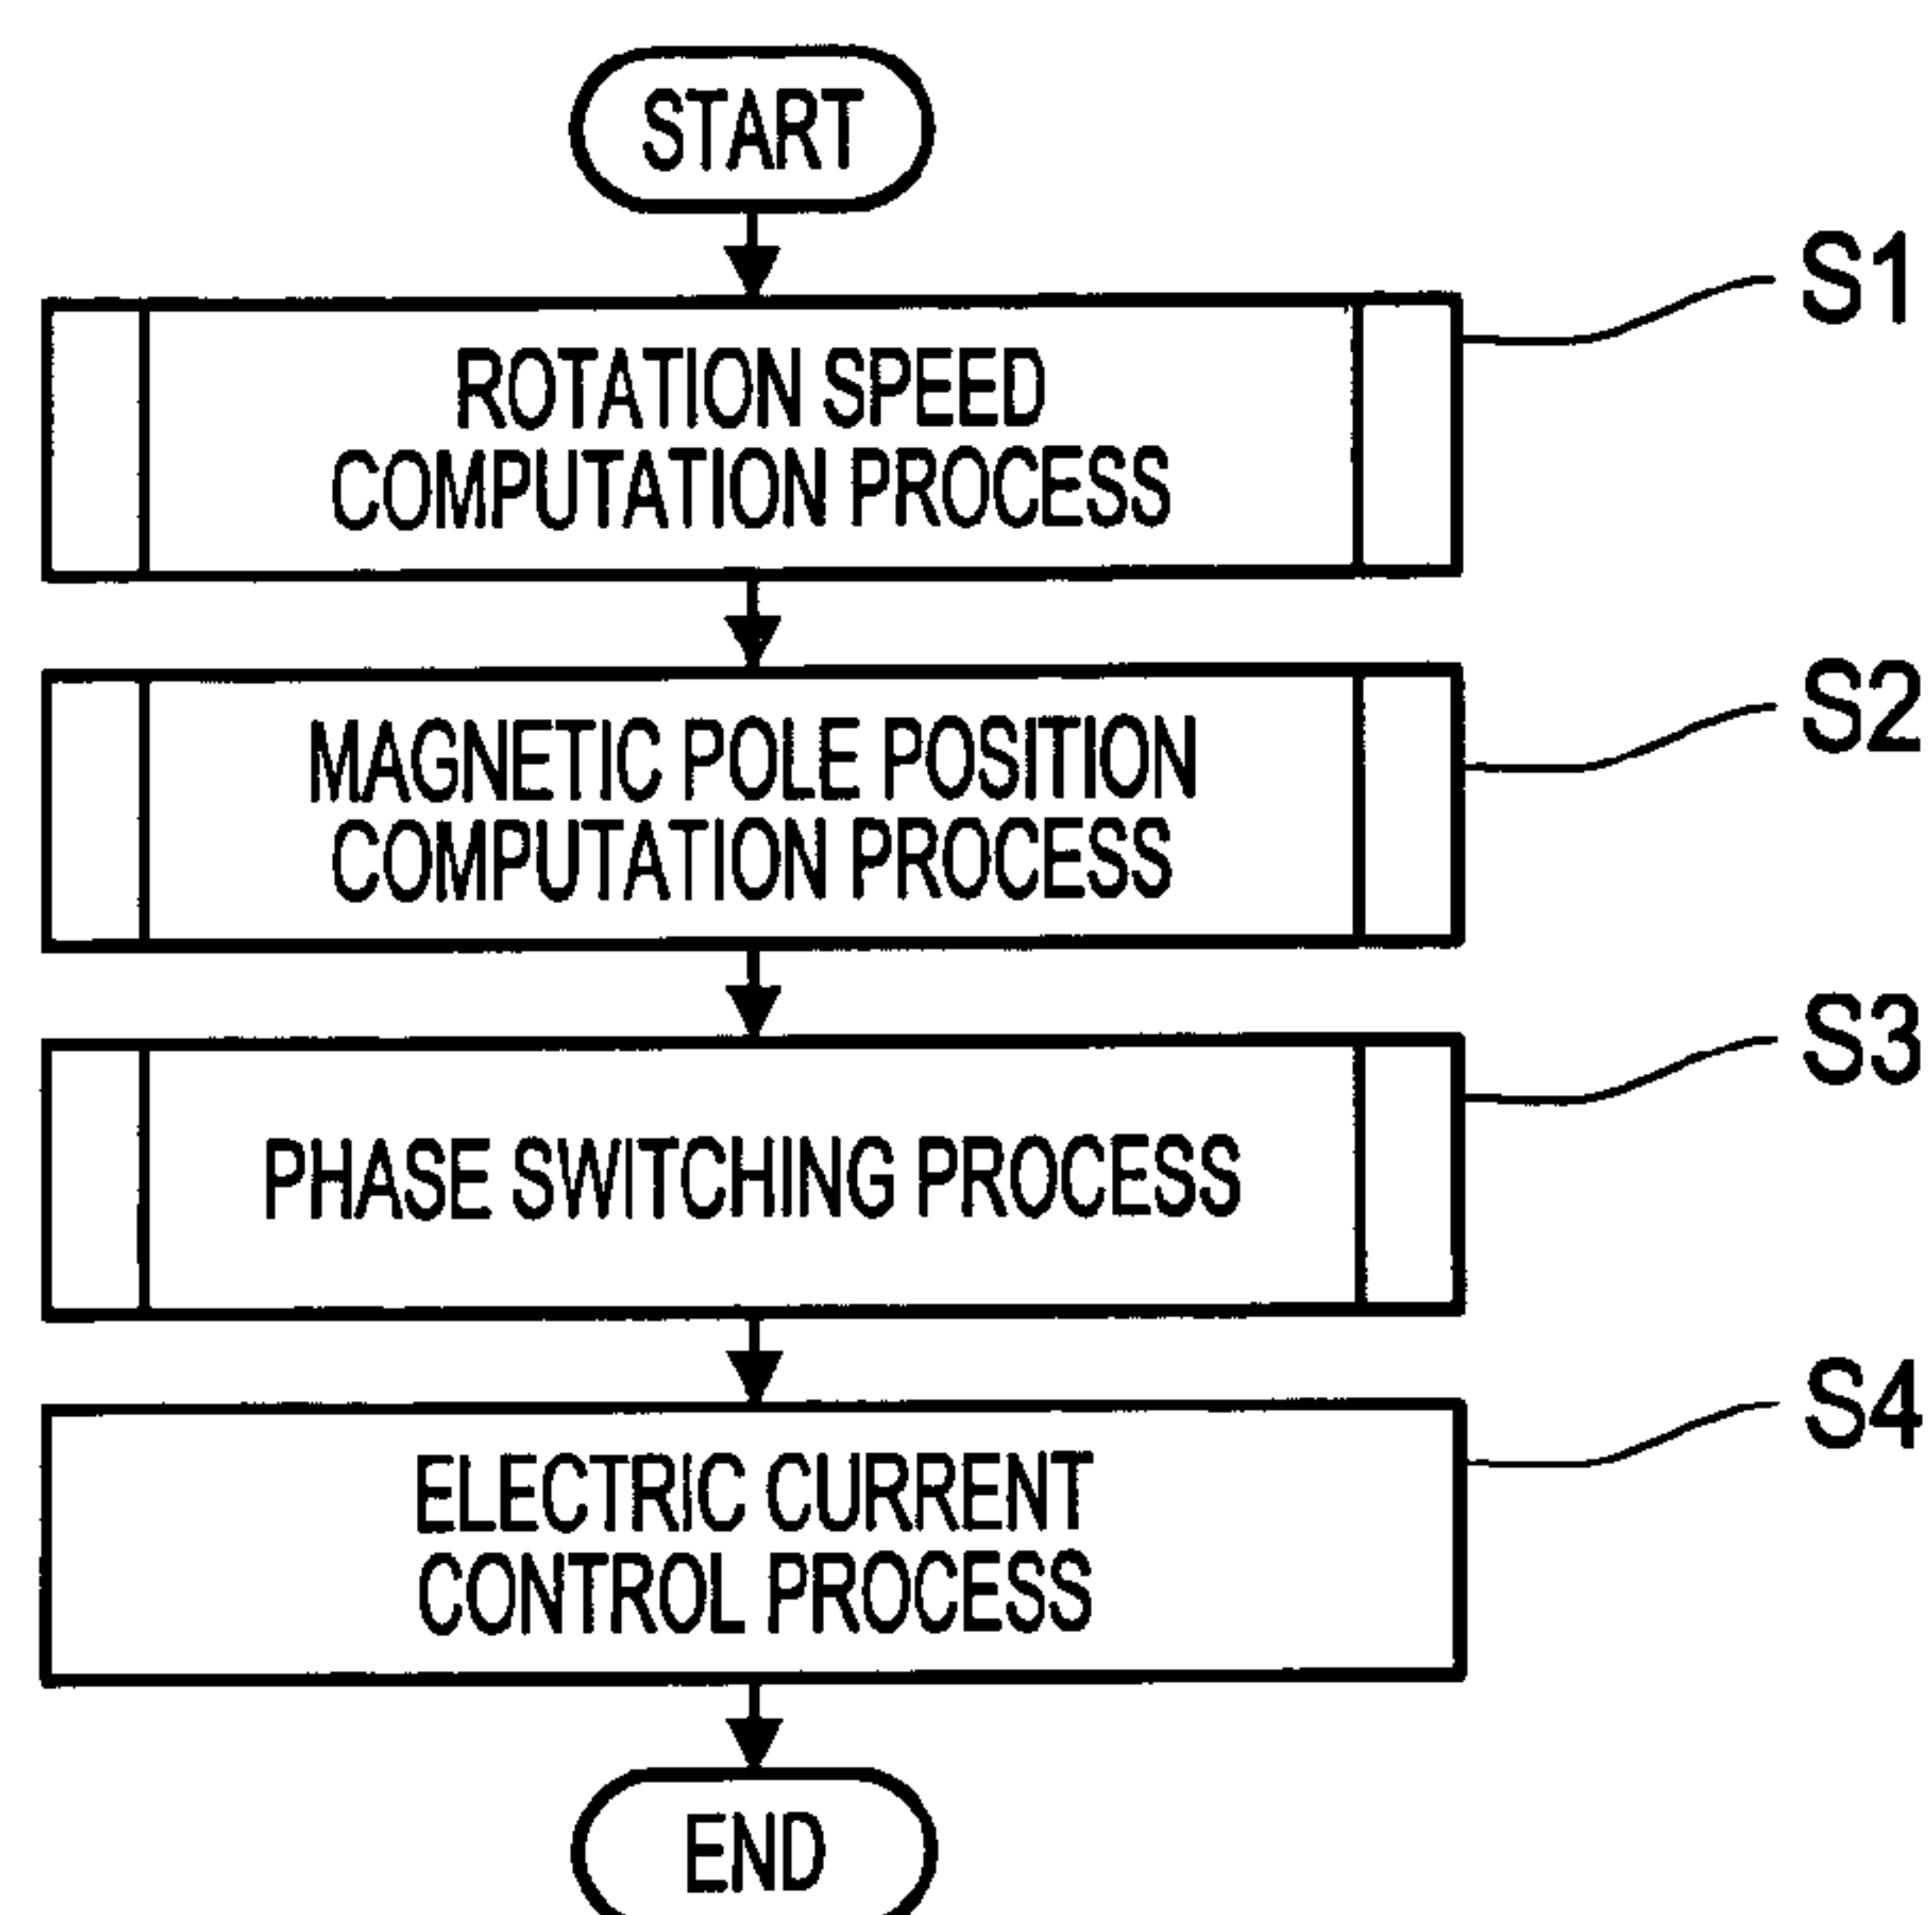 START
S1
ROTATION SPEED
COMPUTATION PROCESS
S2
MAGNETIC POLE POSITION
COMPUTATION PROCESS
S3
PHASE SWITCHING PROCESS
S4
ELECTRIC CURRENT
CONTROL PROCESS
END